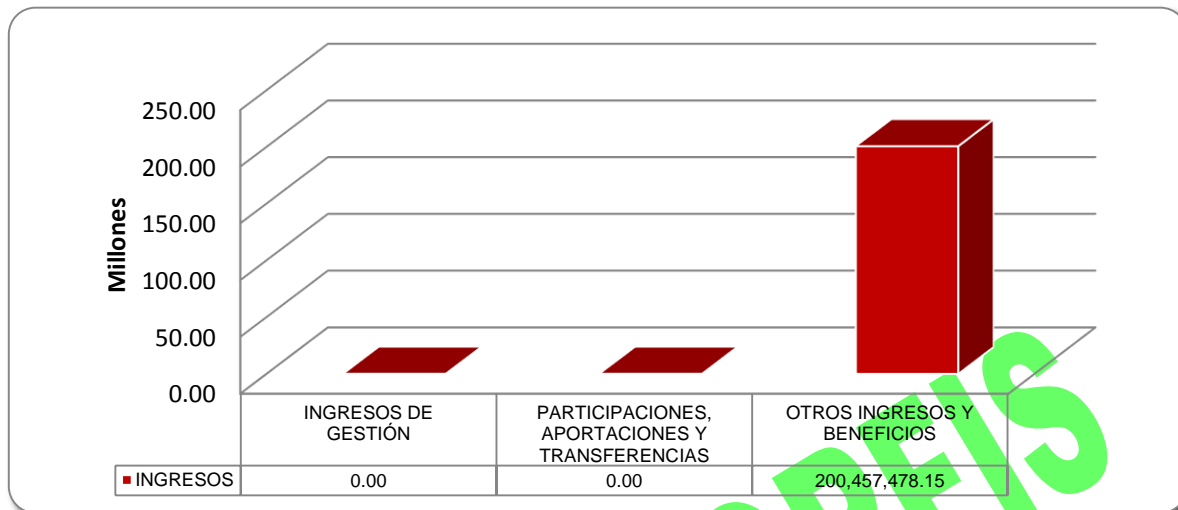 250.00
200.00
150.00
100.00
50.00
0.00
Millones
INGRESOS DE
GESTIÓN
PARTICIPACIONES,
APORTACIONES Y
TRANSFERENCIAS
OTROS INGRESOS Y
BENEFICIOS
INGRESOS 0.00 0.00 200,457,478.15